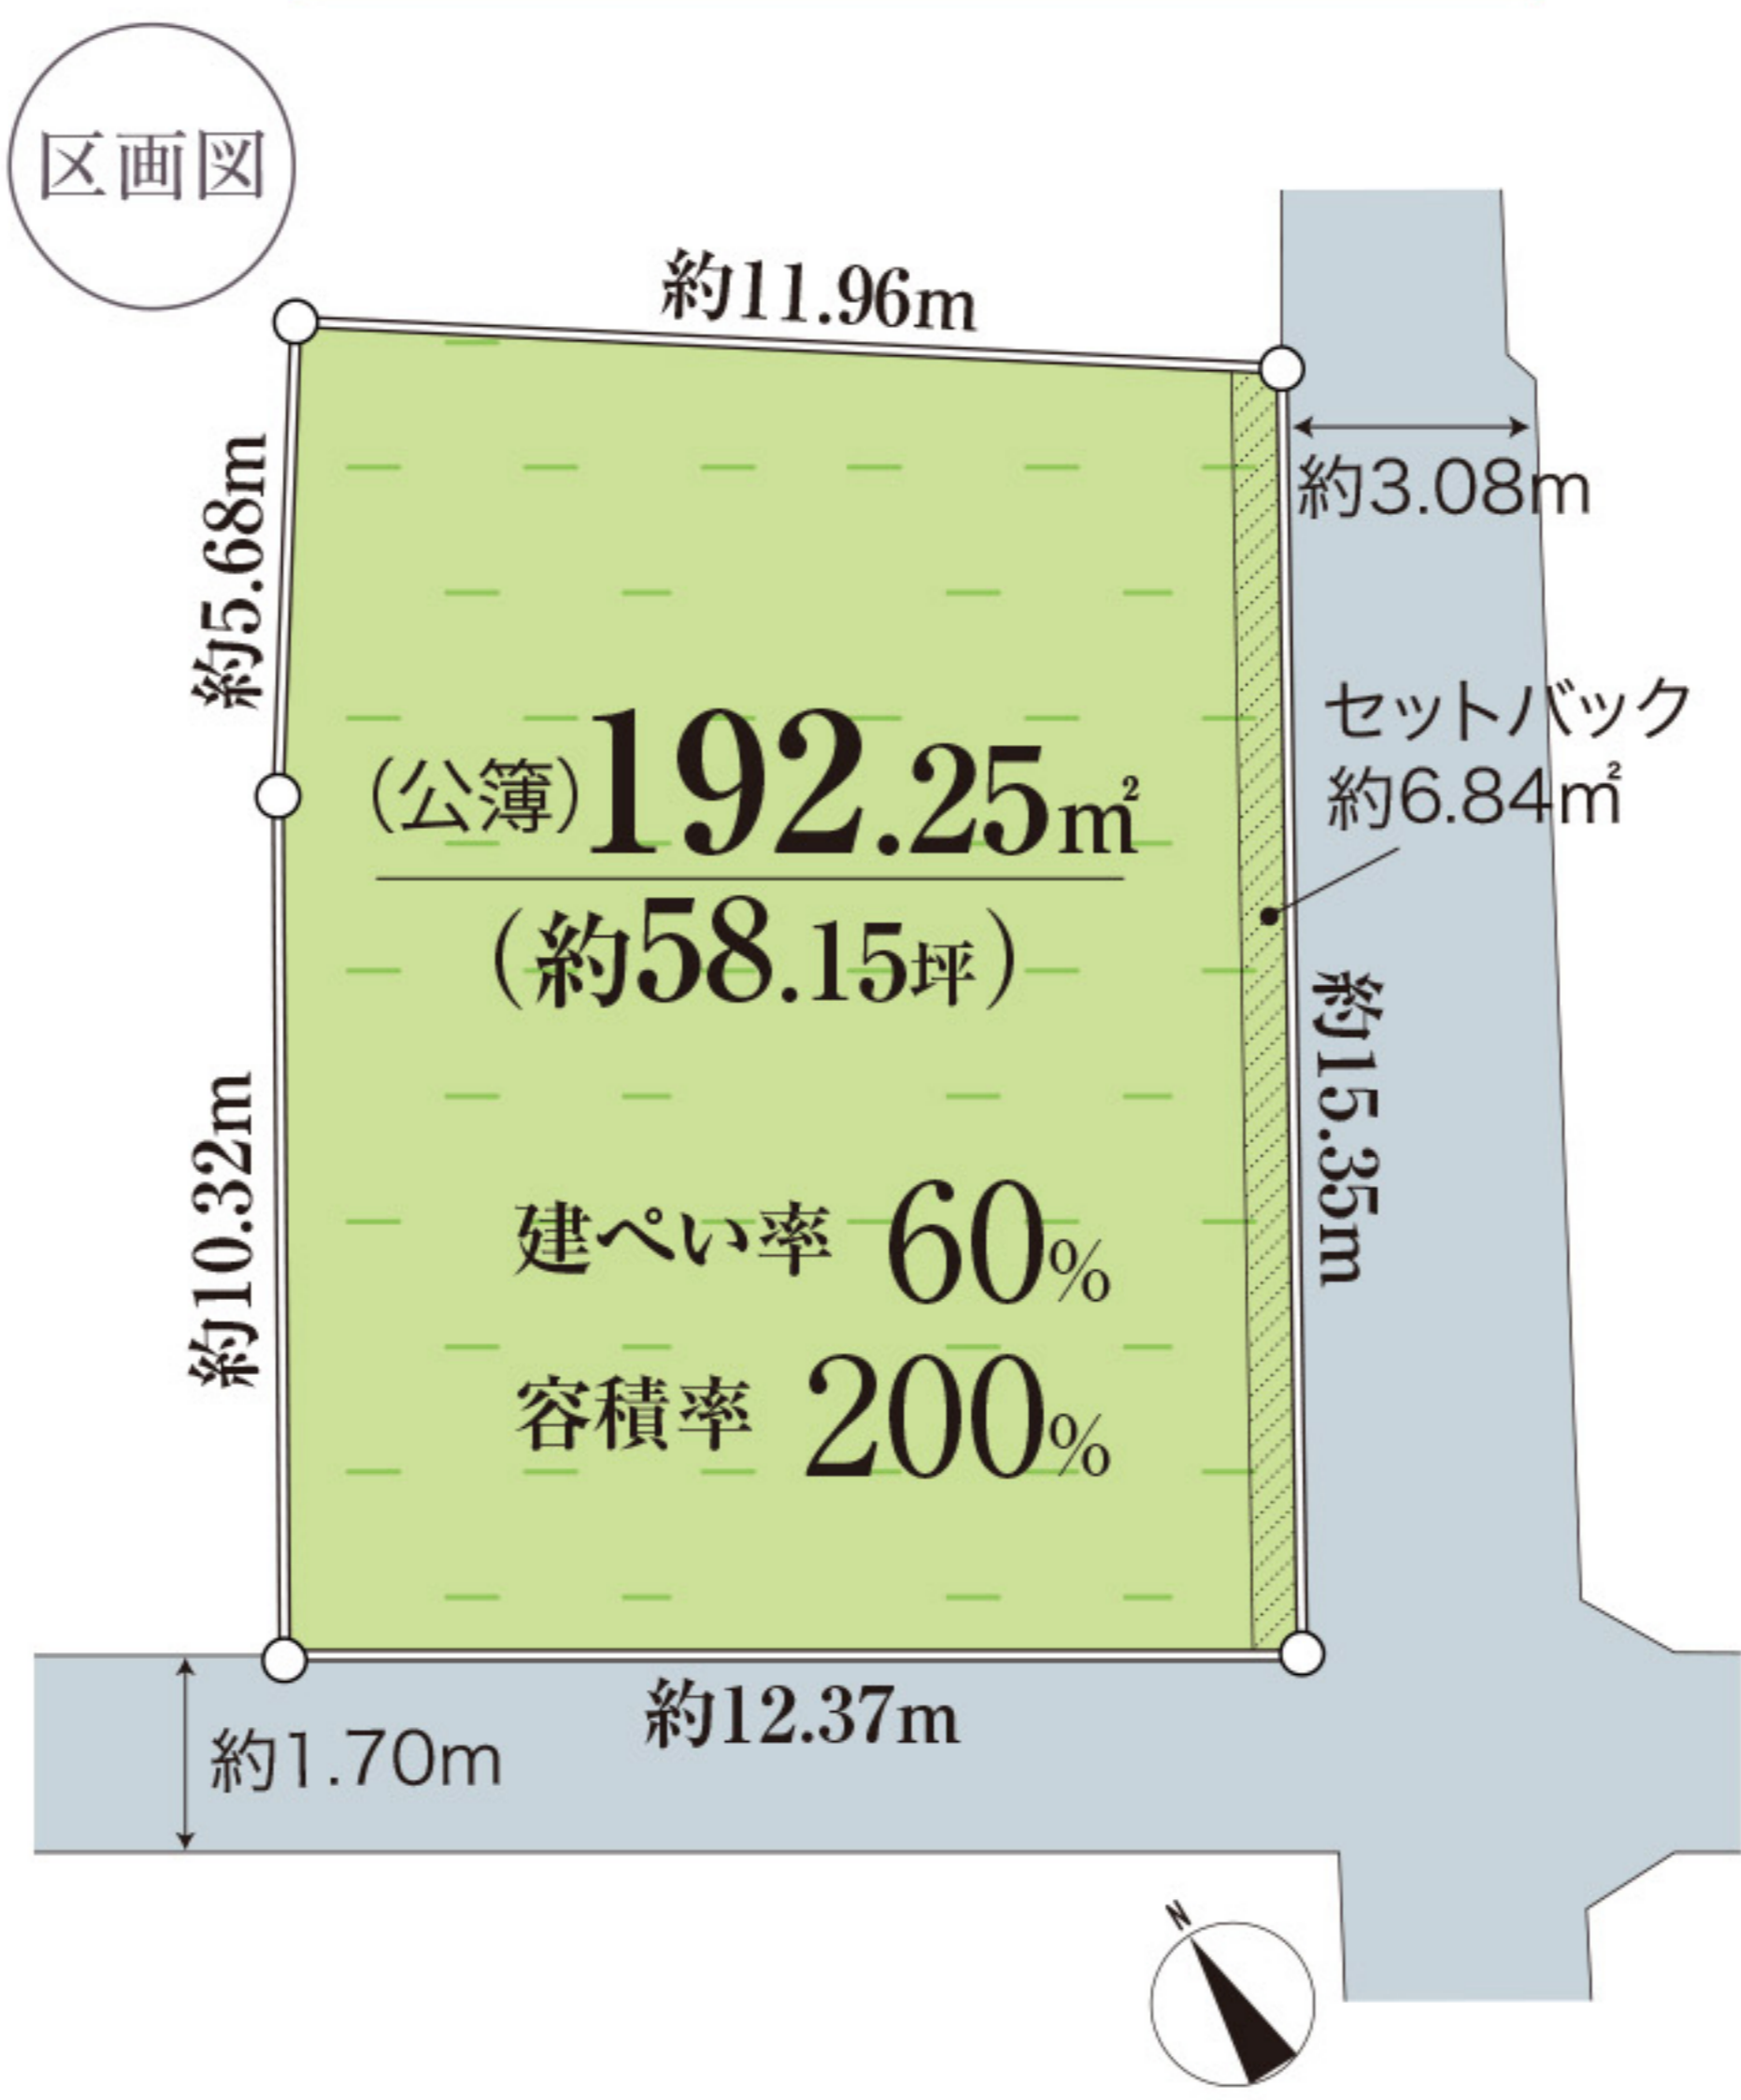 区画図
約11.96m
約3.08m
約5.68m
セットバック
約6.84㎡
(公簿)192.25㎡
(約58.15坪)
約15.35m
約10.32m
建ぺい率 60%
容積率 200%
約12.37m
約1.70m
N